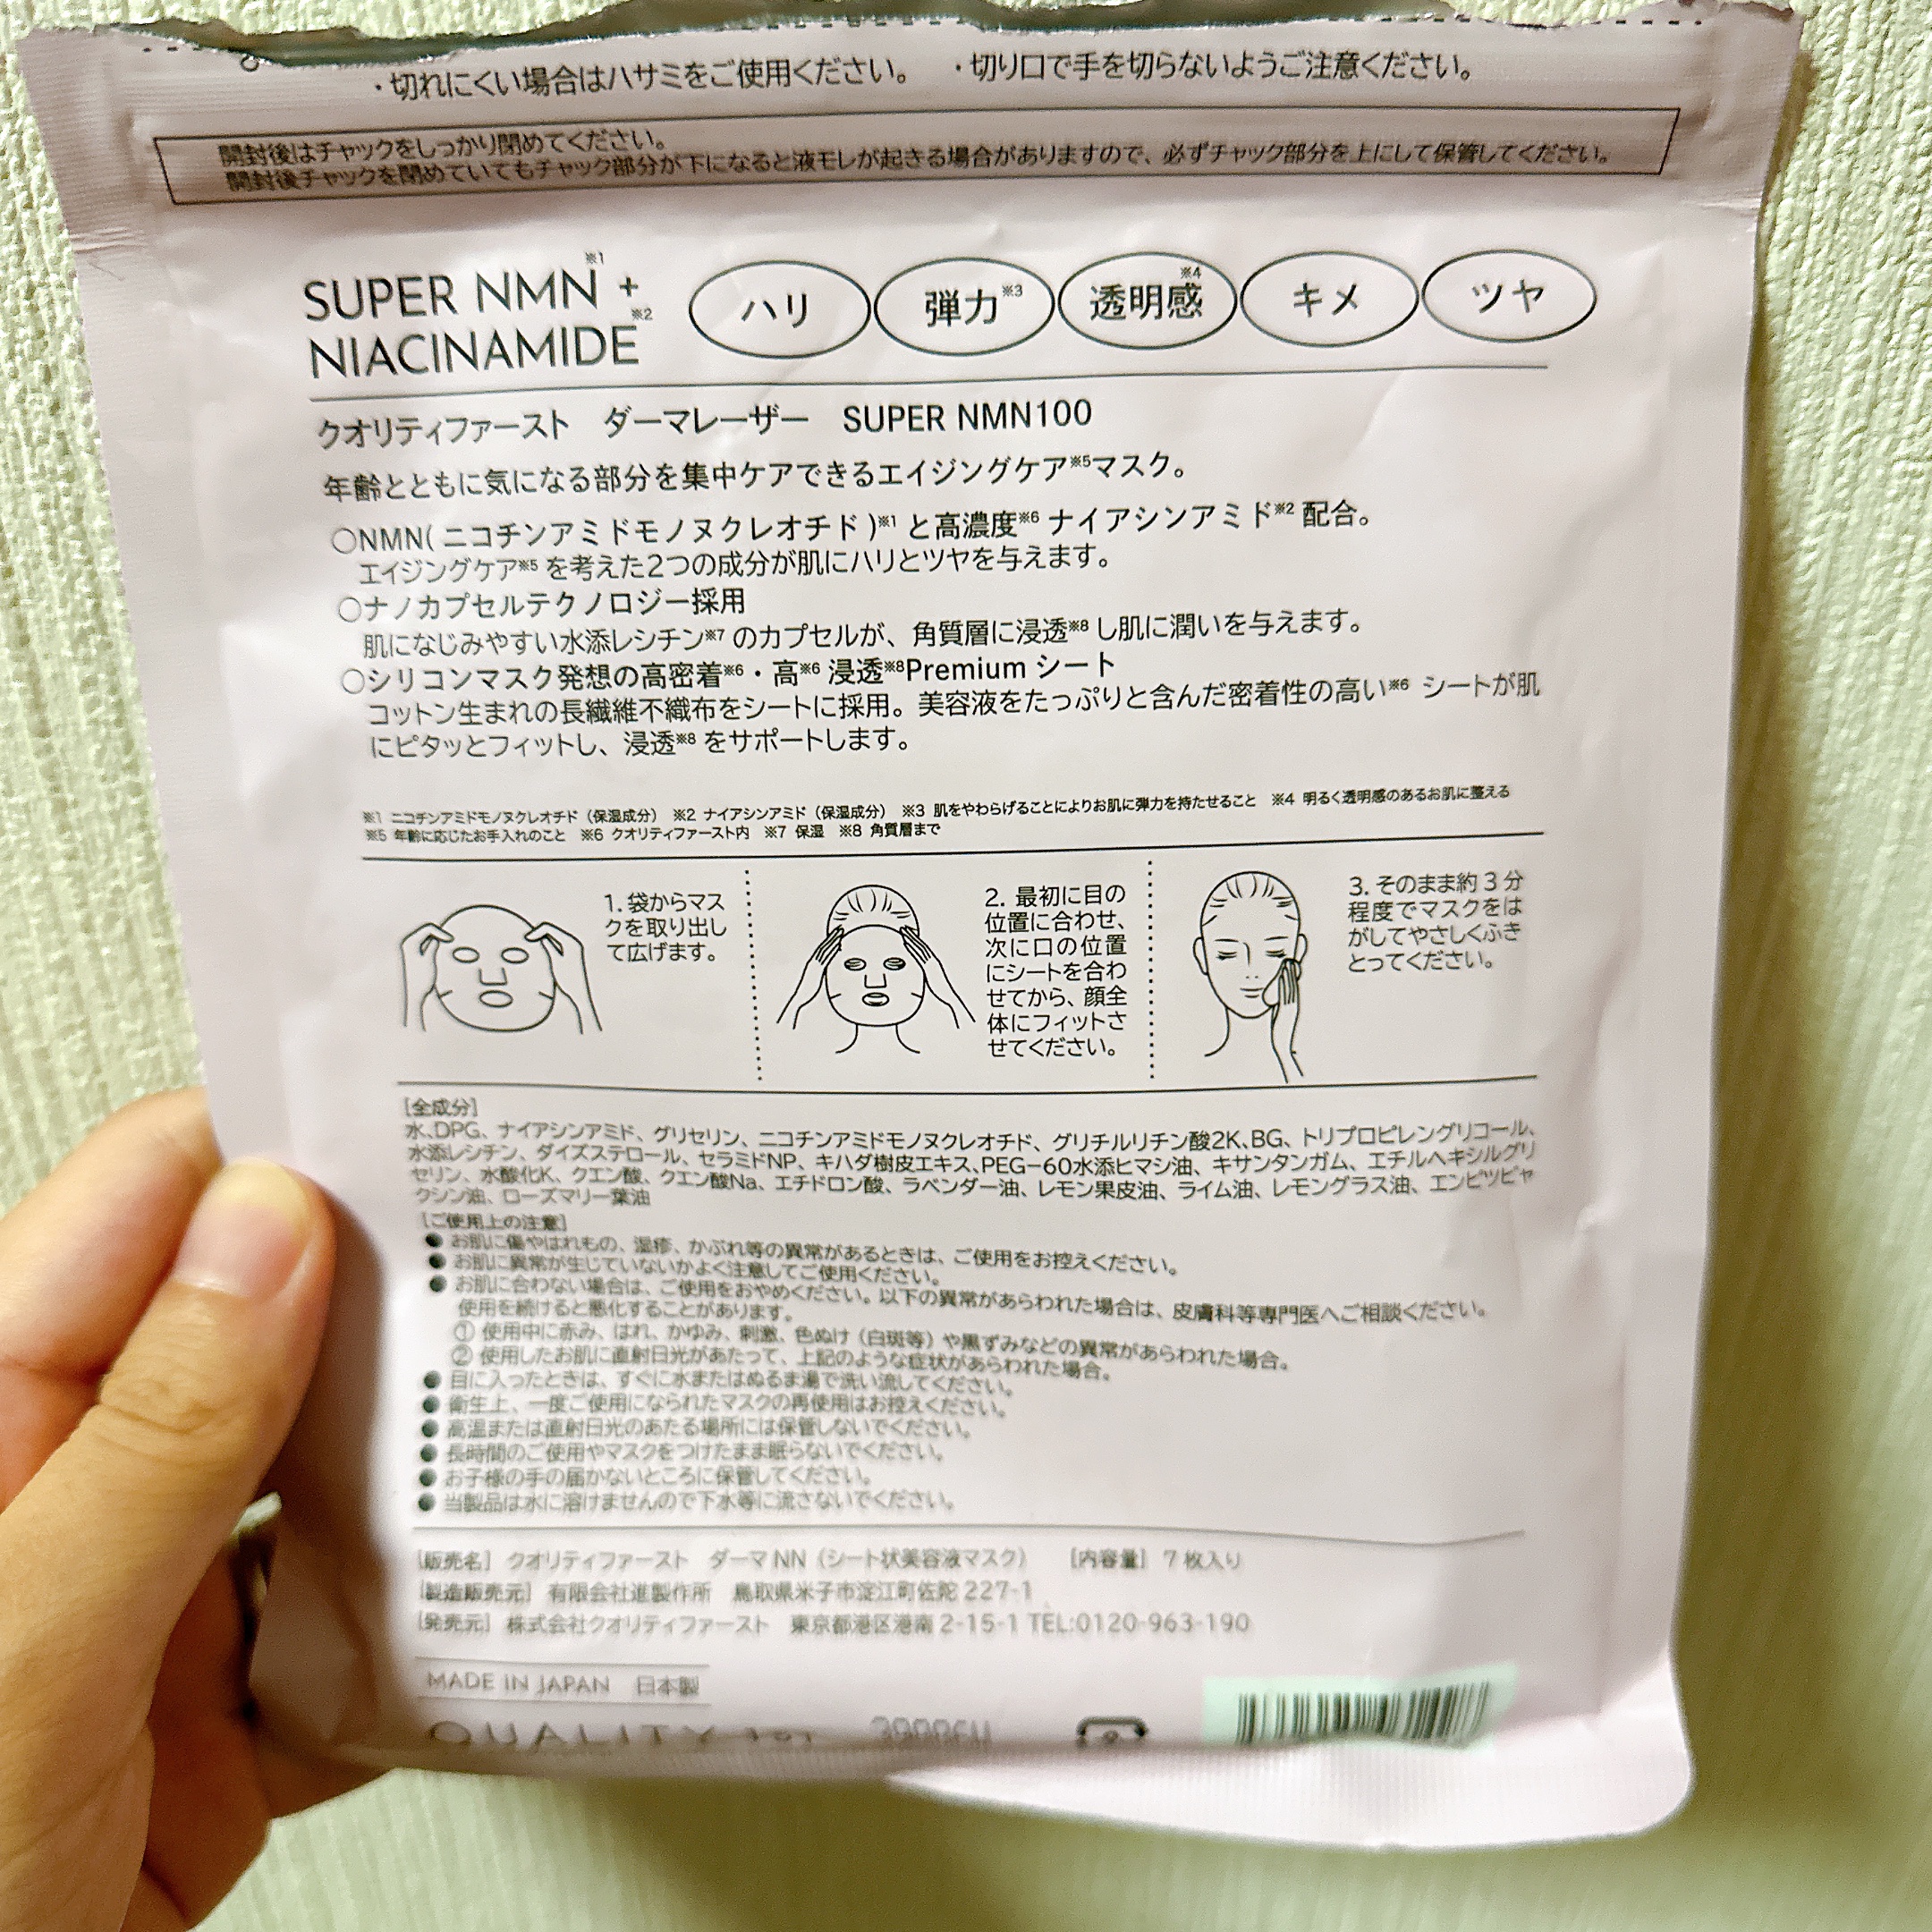 ・切れにくい場合はハサミをご使用ください。 ・切り口で手を切らないようご注意ください。
開封後はチャックをしっかり閉めてください。
開封後チャックを閉めていてもチャック部分が下になると液モレが起きる場合がありますので、必ずチャック部分を上にして保管してください。
SUPER NMN※1 +
NIACINAMIDE※2
ハリ 弾力※3 透明感※4 キメ ツヤ
クオリティファースト ダーマレーザー SUPER NMN100
年齢とともに気になる部分を集中ケアできるエイジングケア※5マスク。
○NMN(ニコチンアミドモノヌクレオチド)※1 と高濃度※6 ナイアシンアミド※2 配合。
エイジングケア※5 を考えた2つの成分が肌にハリとツヤを与えます。
○ナノカプセルテクノロジー採用
肌になじみやすい水添レシチン※7 のカプセルが、角質層に浸透※8 し肌に潤いを与えます。
○シリコンマスク発想の高密着※6・高※6 浸透※8Premium シート
コットン生まれの長繊維不織布をシートに採用。美容液をたっぷりと含んだ密着性の高い※6 シートが肌
にピタッとフィットし、浸透※8 をサポートします。
※1 ニコチンアミドモノヌクレオチド（保湿成分） ※2 ナイアシンアミド（保湿成分） ※3 肌をやわらげることによりお肌に弾力を持たせること ※4 明るく透明感のあるお肌に整える
※5 年齢に応じたお手入れのこと ※6 クオリティファースト内 ※7 保湿 ※8 角質層まで
1. 袋からマス
クを取り出し
て広げます。
2. 最初に目の
位置に合わせ、
次に口の位置
にシートを合わ
せてから、顔全
体にフィットさ
せてください。
3. そのまま約3分
程度でマスクをは
がしてやさしくふき
とってください。
[全成分]
水、DPG、ナイアシンアミド、グリセリン、ニコチンアミドモノヌクレオチド、グリチルリチン酸2K、BG、トリプロピレングリコール、
水添レシチン、ダイズステロール、セラミドNP、キハダ樹皮エキス、PEG-60水添ヒマシ油、キサンタンガム、エチルヘキシルグリ
セリン、水酸化K、クエン酸、クエン酸Na、エチドロン酸、ラベンダー油、レモン果皮油、ライム油、レモングラス油、エンピツビャ
クシン油、ローズマリー葉油
[ご使用上の注意]
● お肌に傷やはれもの、湿疹、かぶれ等の異常があるときは、ご使用をお控えください。
● お肌に異常が生じていないかよく注意してご使用ください。
● お肌に合わない場合は、ご使用をおやめください。以下の異常があらわれた場合は、皮膚科等専門医へご相談ください。
使用を続けると悪化することがあります。
① 使用中に赤み、はれ、かゆみ、刺激、色ぬけ（白斑等）や黒ずみなどの異常があらわれた場合。
② 使用したお肌に直射日光があたって、上記のような症状があらわれた場合。
● 目に入ったときは、すぐに水またはぬるま湯で洗い流してください。
● 衛生上、一度ご使用になられたマスクの再使用はお控えください。
● 高温または直射日光のあたる場所には保管しないでください。
● 長時間のご使用やマスクをつけたまま眠らないでください。
● お子様の手の届かないところに保管してください。
● 当製品は水に溶けませんので下水等に流さないでください。
[販売名] クオリティファースト ダーマNN（シート状美容液マスク） [内容量] 7枚入り
[製造販売元] 有限会社進製作所 鳥取県米子市淀江町佐陀 227-1
[発売元] 株式会社クオリティファースト 東京都港区港南 2-15-1 TEL:0120-963-190
MADE IN JAPAN 日本製
QUALITY 1st